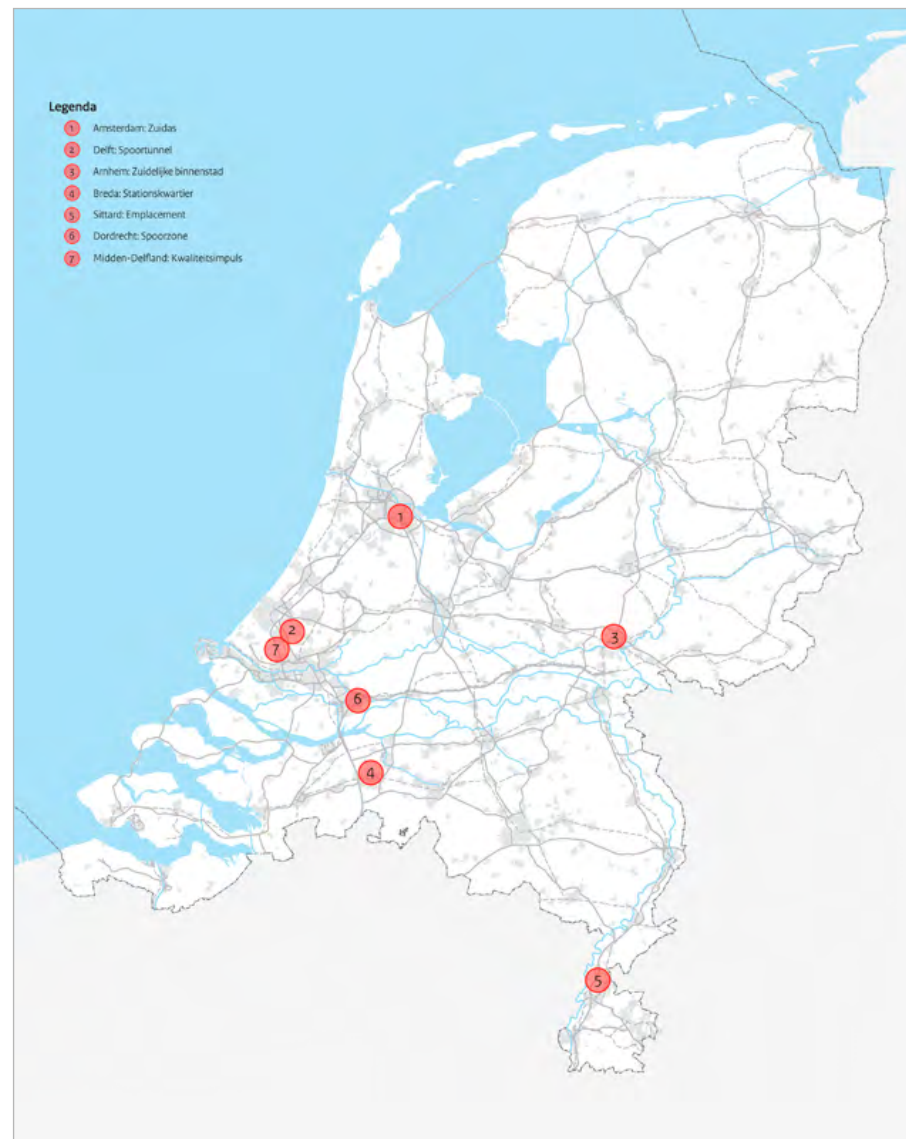 Legenda
1 Amsterdam: Zuidas
2 Delft: Spoortunnel
3 Arnhem: Zuidelijke binnenstad
4 Breda: Stationskwartier
5 Sittard: Emplacement
6 Dordrecht: Spoorzone
7 Midden-Delfland: Kwaliteitsimpuls
1
2
3
7
6
4
5